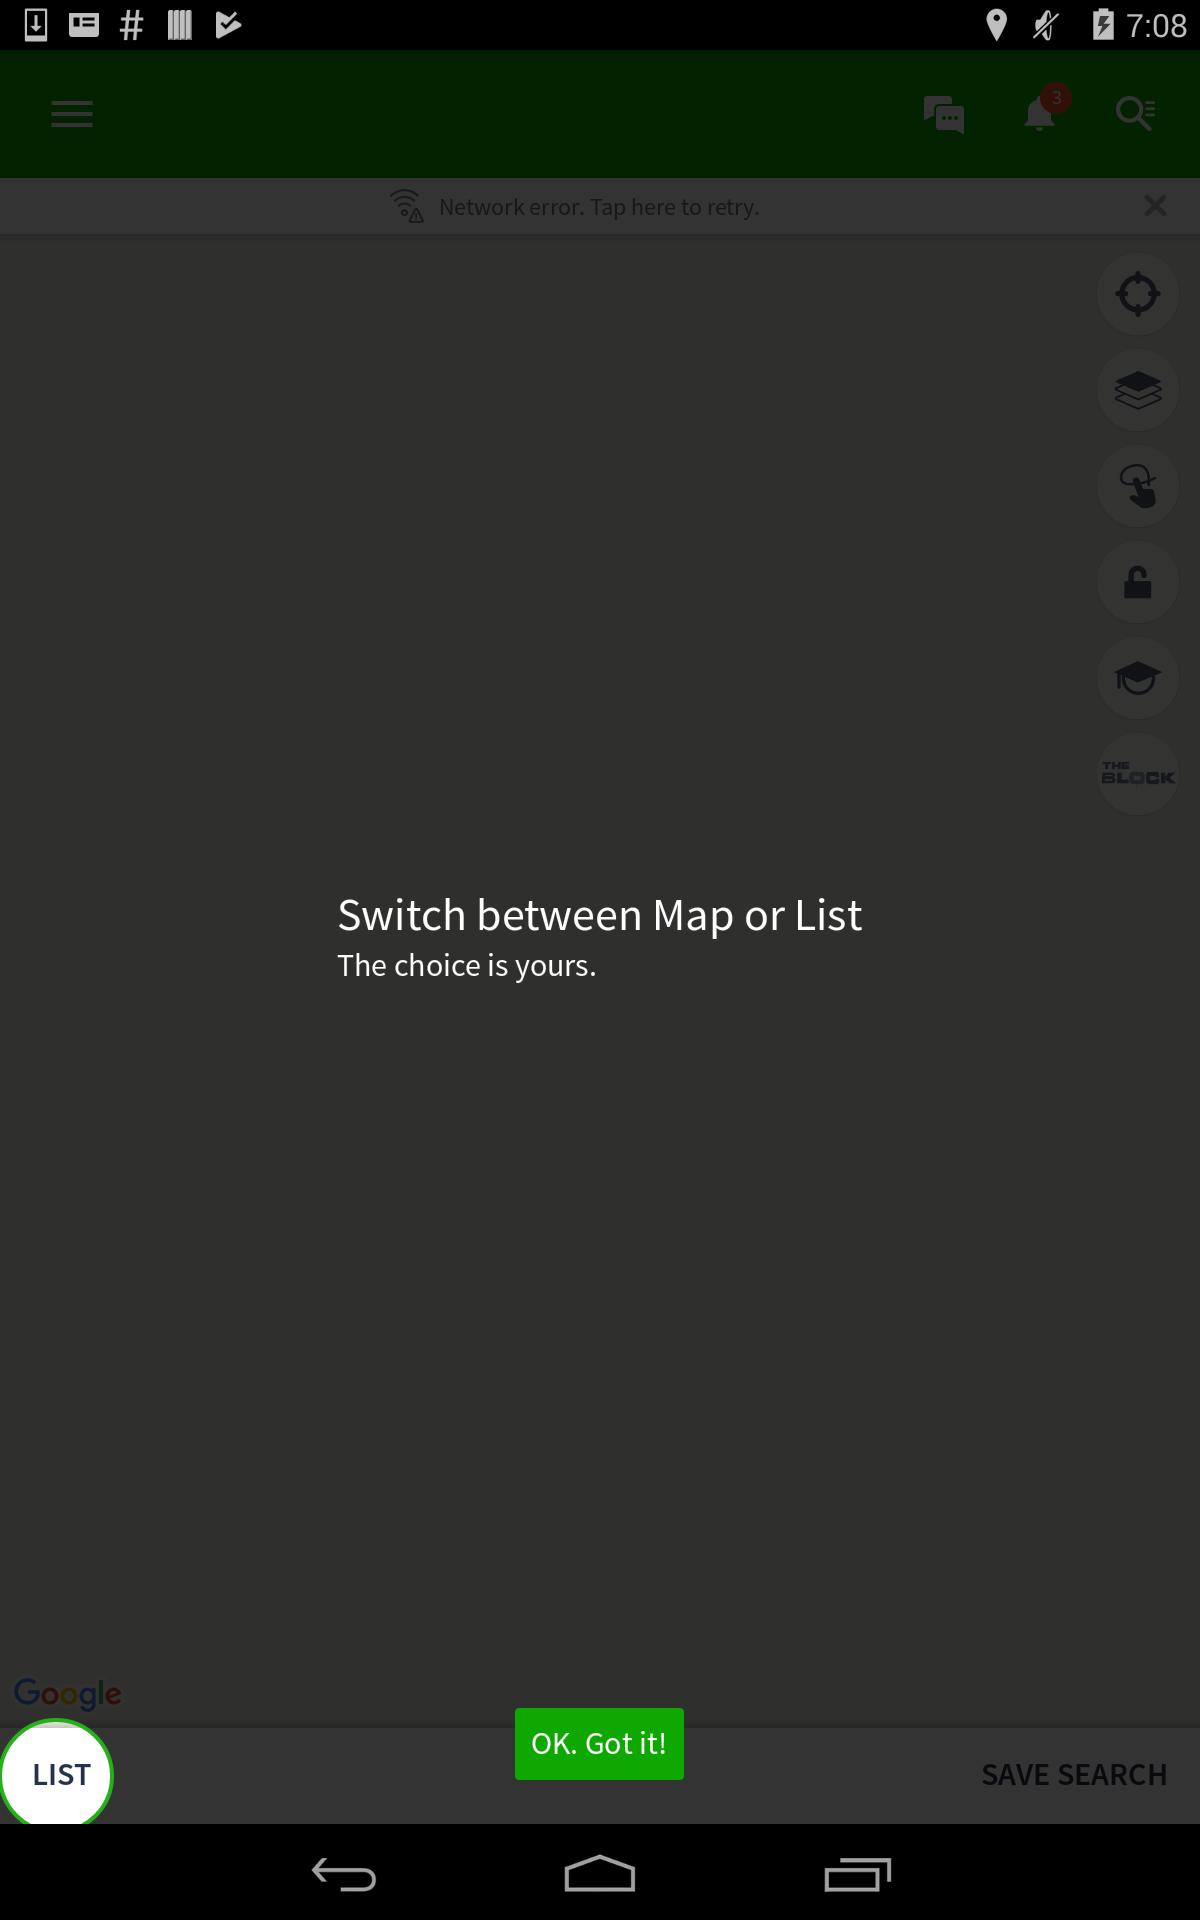 7:08
3
Network error. Tap here to retry.
THE
BLOCK
Switch between Map or List
The choice is yours.
Google
OK. Got it!
LIST
SAVE SEARCH